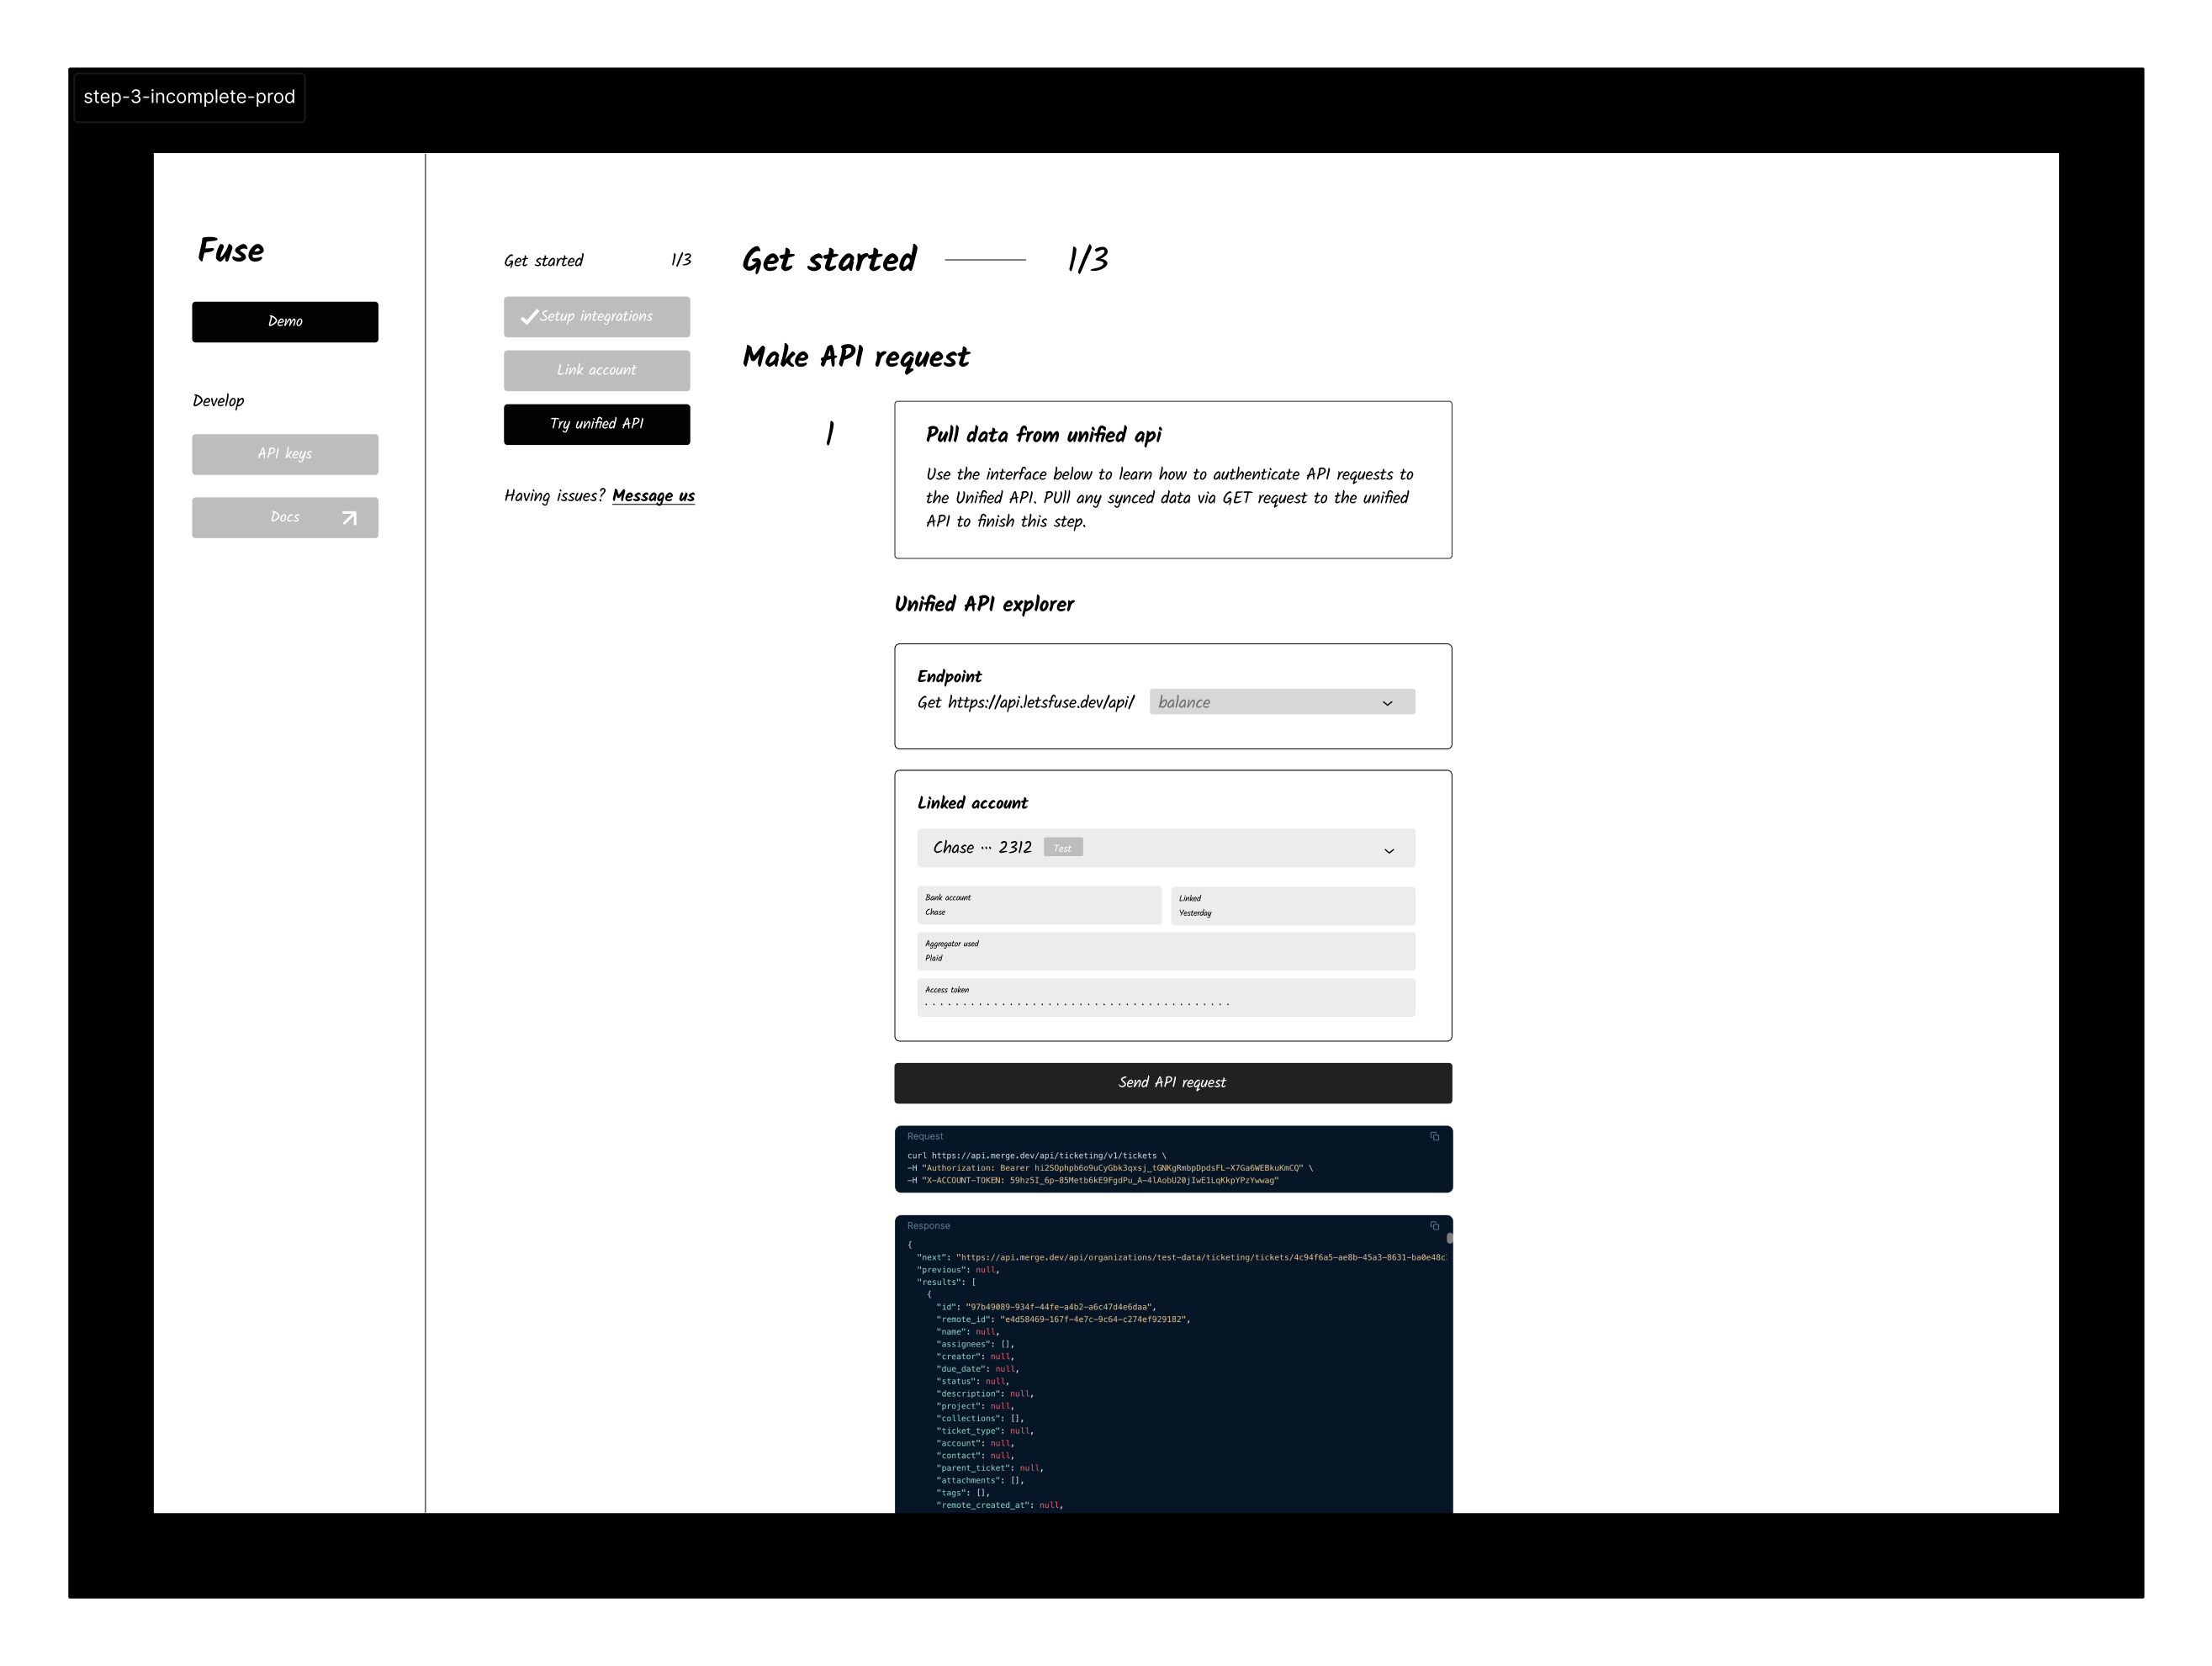 step-3-incomplete-prod
Fuse
Demo
Develop
API keys
Docs
Get started 1/3
Setup integrations
Link account
Try unified API
Having issues? Message us
Get started 1/3
Make API request
1
Pull data from unified api
Use the interface below to learn how to authenticate API requests to
the Unified API. PUll any synced data via GET request to the unified
API to finish this step.
Unified API explorer
Endpoint
Get https://api.letsfuse.dev/api/ balance
Linked account
Chase ... 2312 Test
Bank account
Chase
Linked
Yesterday
Aggregator used
Plaid
Access token
Send API request
Request
curl https://api.merge.dev/api/ticketing/v1/tickets \
-H "Authorization: Bearer hi2SOphpb6o9uCyGbk3qxsj_tGNKgRmbpDpdsFL-X7Ga6WEBkuKmCQ" \
-H "X-ACCOUNT-TOKEN: 59hz5I_6p-85Metb6kE9FgdPu_A-4lAobU20jIwE1LqKkpYPzYwwag"
Response
{
"next": "https://api.merge.dev/api/organizations/test-data/ticketing/tickets/4c94f6a5-ae8b-45a3-8631-ba0e48c
"previous": null,
"results": [
{
"id": "97b49089-934f-44fe-a4b2-a6c47d4e6daa",
"remote_id": "e4d58469-167f-4e7c-9c64-c274ef929182",
"name": null,
"assignees": [],
"creator": null,
"due_date": null,
"status": null,
"description": null,
"project": null,
"collections": [],
"ticket_type": null,
"account": null,
"contact": null,
"parent_ticket": null,
"attachments": [],
"tags": [],
"remote_created_at": null,